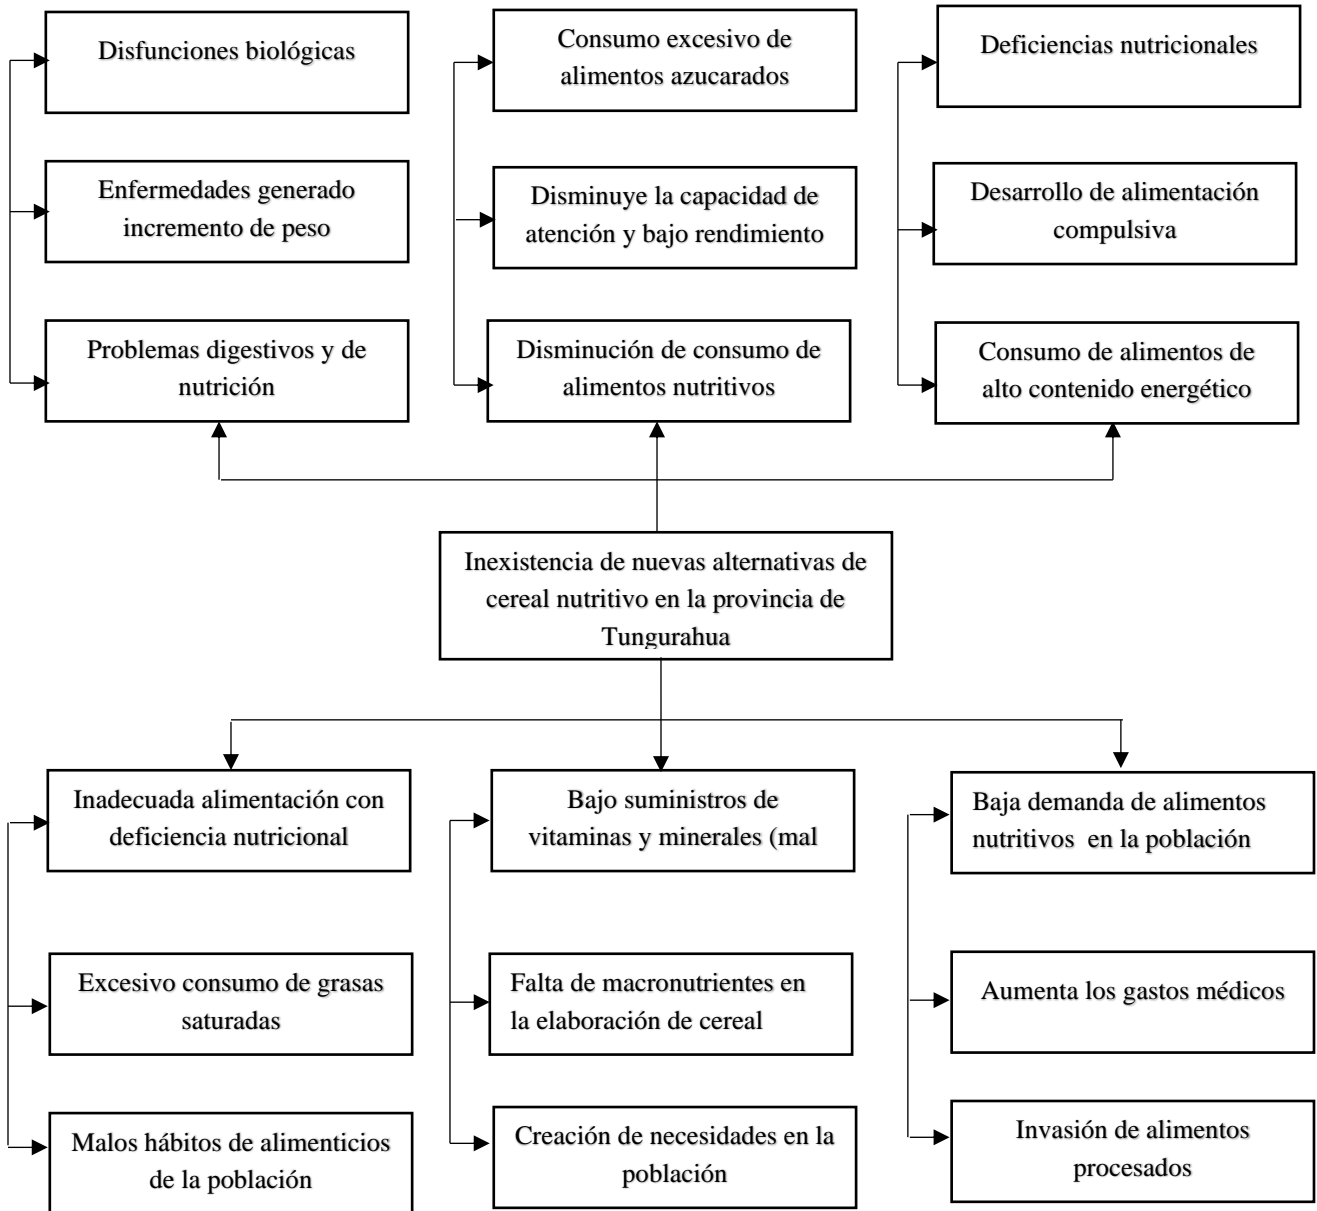 Disfunciones biológicas
Consumo excesivo de
alimentos azucarados
Deficiencias nutricionales
Enfermedades generado
incremento de peso
Disminuye la capacidad de
atención y bajo rendimiento
Desarrollo de alimentación
compulsiva
Problemas digestivos y de
nutrición
Disminución de consumo de
alimentos nutritivos
Consumo de alimentos de
alto contenido energético
Inexistencia de nuevas alternativas de
cereal nutritivo en la provincia de
Tungurahua
Inadecuada alimentación con
deficiencia nutricional
Bajo suministros de
vitaminas y minerales (mal
Baja demanda de alimentos
nutritivos en la población
Excesivo consumo de grasas
saturadas
Falta de macronutrientes en
la elaboración de cereal
Aumenta los gastos médicos
Malos hábitos de alimenticios
de la población
Creación de necesidades en la
población
Invasión de alimentos
procesados